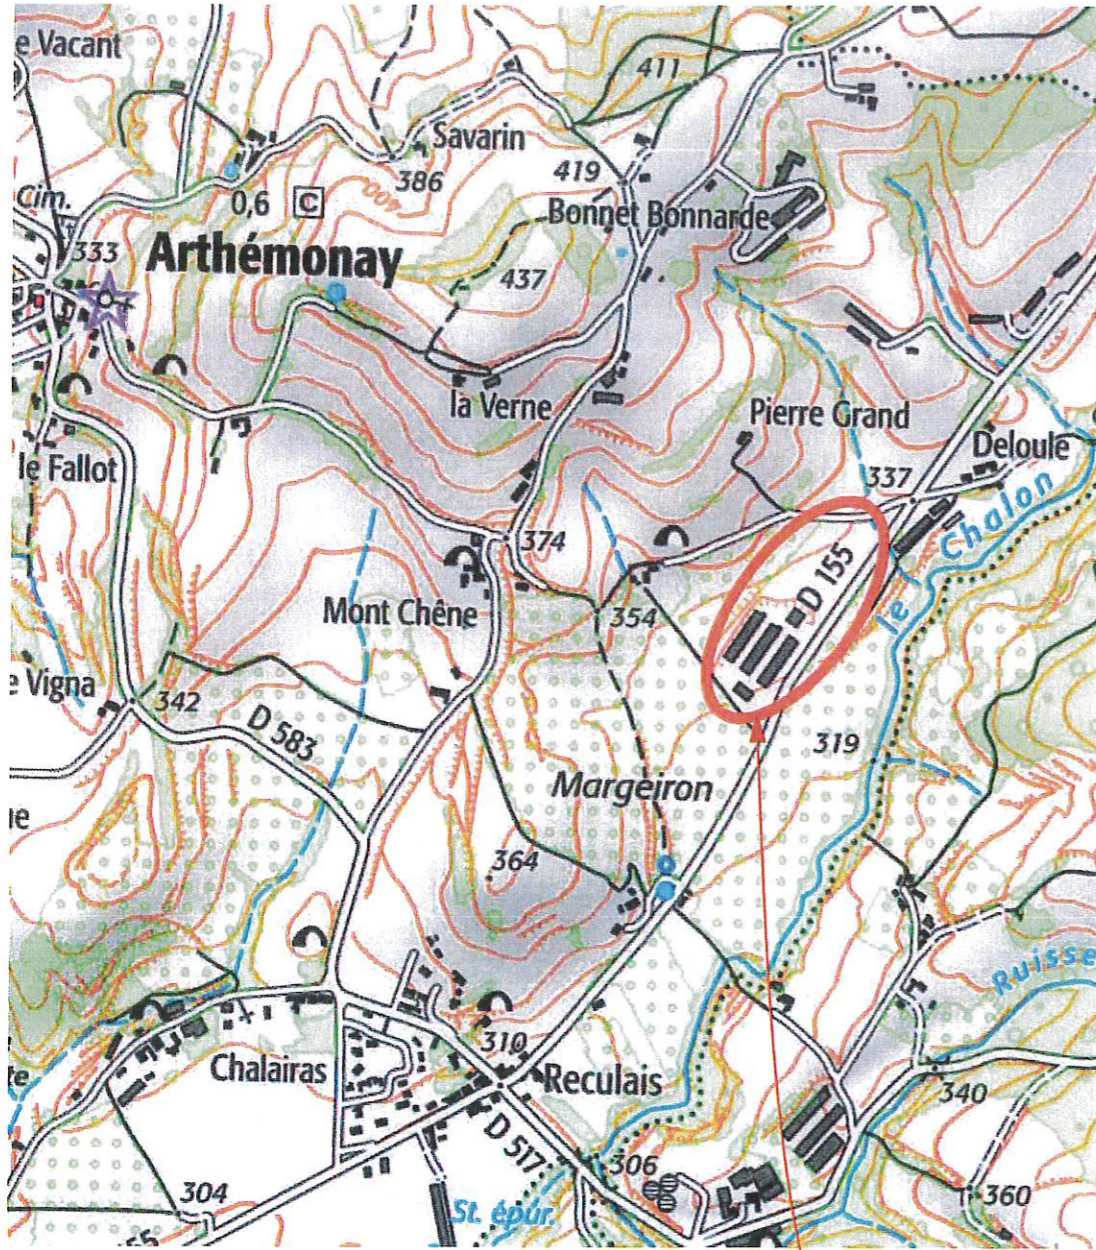 e Vacant
411
Savarin
386
419
Cim.
0,6 C
Bonnet Bonnarde
333
Arthémonay
400
437
la Verne
Pierre Grand
le Fallot
Deloule
337
le Chalon
374
D 155
Mont Chêne
354
e Vigna
342
D 583
319
Margeiron
ue
364
Ruisse
310
te
Chalairas
Reculais
340
D 517
306
304
St. épur.
360
55